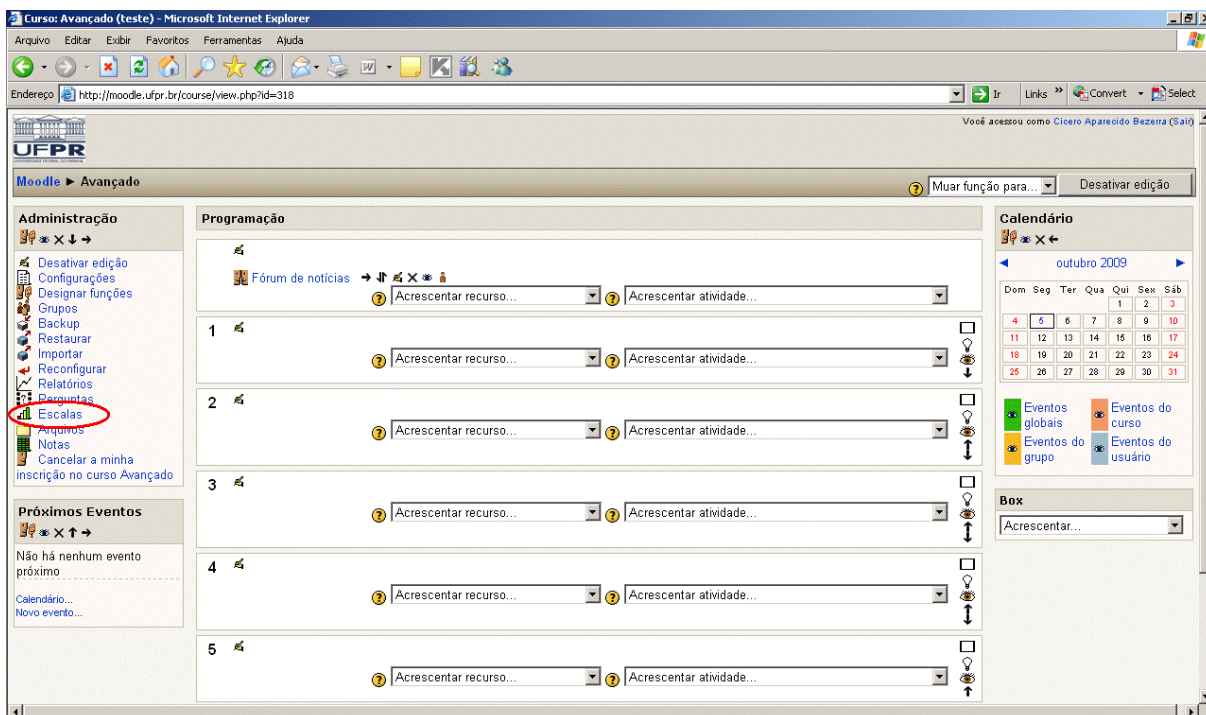 Curso: Avançado (teste) - Microsoft Internet Explorer
Arquivo Editar Exibir Favoritos Ferramentas Ajuda
Endereço http://moodle.ufpr.br/course/view.php?id=318 Ir Links » Convert Select
UFPR
Você acessou como Cicero Aparecido Bezerra (Sair)
Moodle ► Avançado
Muar função para... Desativar edição
Administração
Desativar edição
Configurações
Designar funções
Grupos
Backup
Restaurar
Importar
Reconfigurar
Relatórios
Perguntas
Escalas
Arquivos
Notas
Cancelar a minha
inscrição no curso Avançado
Próximos Eventos
Não há nenhum evento
próximo
Calendário...
Novo evento...
Programação
Fórum de notícias
Acrescentar recurso... Acrescentar atividade...
1
Acrescentar recurso... Acrescentar atividade...
2
Acrescentar recurso... Acrescentar atividade...
3
Acrescentar recurso... Acrescentar atividade...
4
Acrescentar recurso... Acrescentar atividade...
5
Acrescentar recurso... Acrescentar atividade...
Calendário
outubro 2009
Dom Seg Ter Qua Qui Sex Sáb
1 2 3
4 5 6 7 8 9 10
11 12 13 14 15 16 17
18 19 20 21 22 23 24
25 26 27 28 29 30 31
Eventos globais
Eventos do curso
Eventos do grupo
Eventos do usuário
Box
Acrescentar...